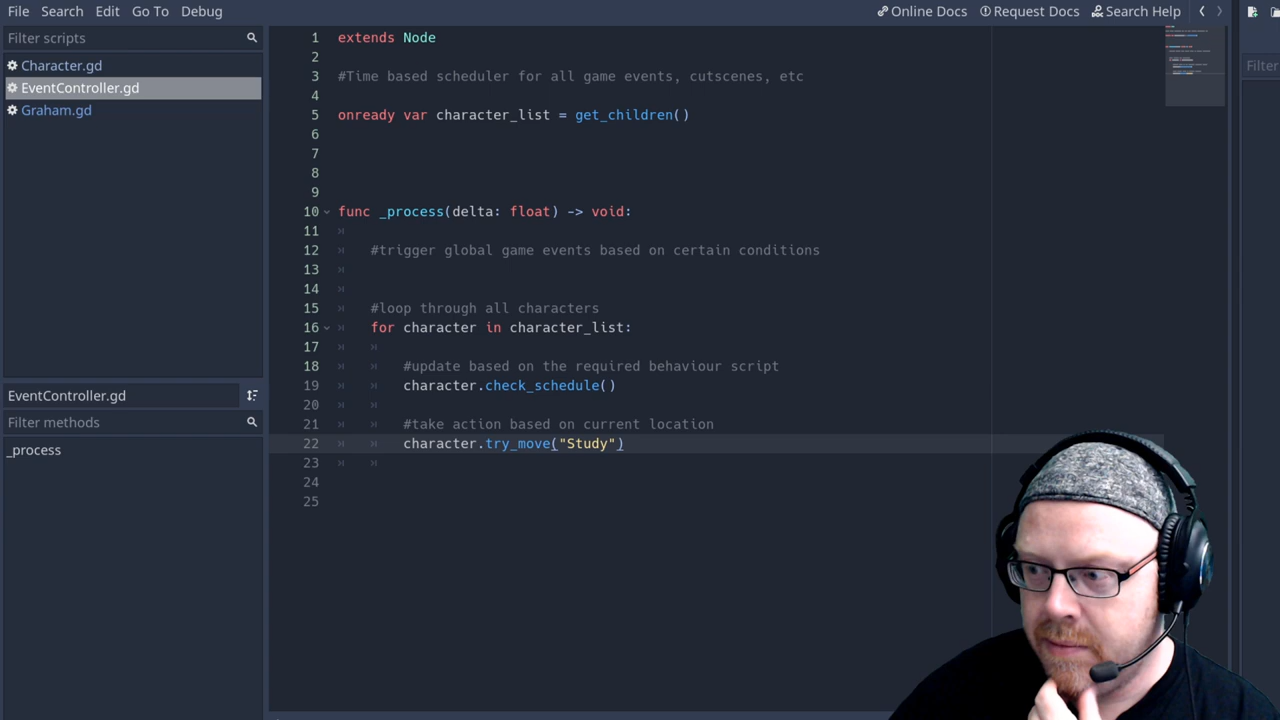 File Search Edit Go To Debug
Online Docs Request Docs Search Help
Filter scripts
Character.gd
EventController.gd
Graham.gd
EventController.gd
Filter methods
_process
1 extends Node
2
3 #Time based scheduler for all game events, cutscenes, etc
4
5 onready var character_list = get_children()
6
7
8
9
10 func _process(delta: float) -> void:
11
12 #trigger global game events based on certain conditions
13
14
15 #loop through all characters
16 for character in character_list:
17
18 #update based on the required behaviour script
19 character.check_schedule()
20
21 #take action based on current location
22 character.try_move("Study")
23
24
25
Filter